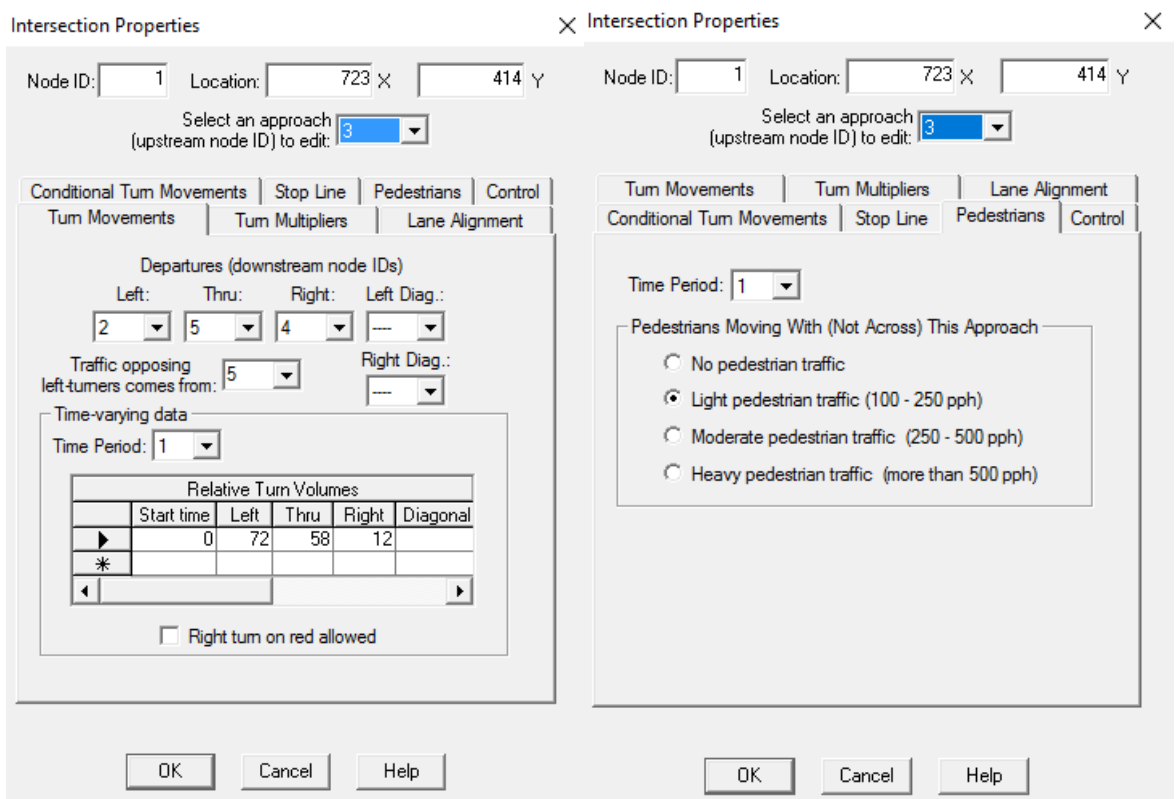 Intersection Properties
Node ID: 1 Location: 723 X 414 Y
Select an approach
(upstream node ID) to edit: 3
Conditional Turn Movements Stop Line Pedestrians Control
Turn Movements Turn Multipliers Lane Alignment
Departures (downstream node IDs)
Left: Thru: Right: Left Diag.:
2 5 4 ----
Traffic opposing
left-turners comes from: 5
Right Diag.:
----
Time-varying data
Time Period: 1
Relative Turn Volumes
Start time Left Thru Right Diagonal
0 72 58 12
Right turn on red allowed
OK Cancel Help
Intersection Properties
Node ID: 1 Location: 723 X 414 Y
Select an approach
(upstream node ID) to edit: 3
Turn Movements Turn Multipliers Lane Alignment
Conditional Turn Movements Stop Line Pedestrians Control
Time Period: 1
Pedestrians Moving With (Not Across) This Approach
No pedestrian traffic
Light pedestrian traffic (100 - 250 pph)
Moderate pedestrian traffic (250 - 500 pph)
Heavy pedestrian traffic (more than 500 pph)
OK Cancel Help